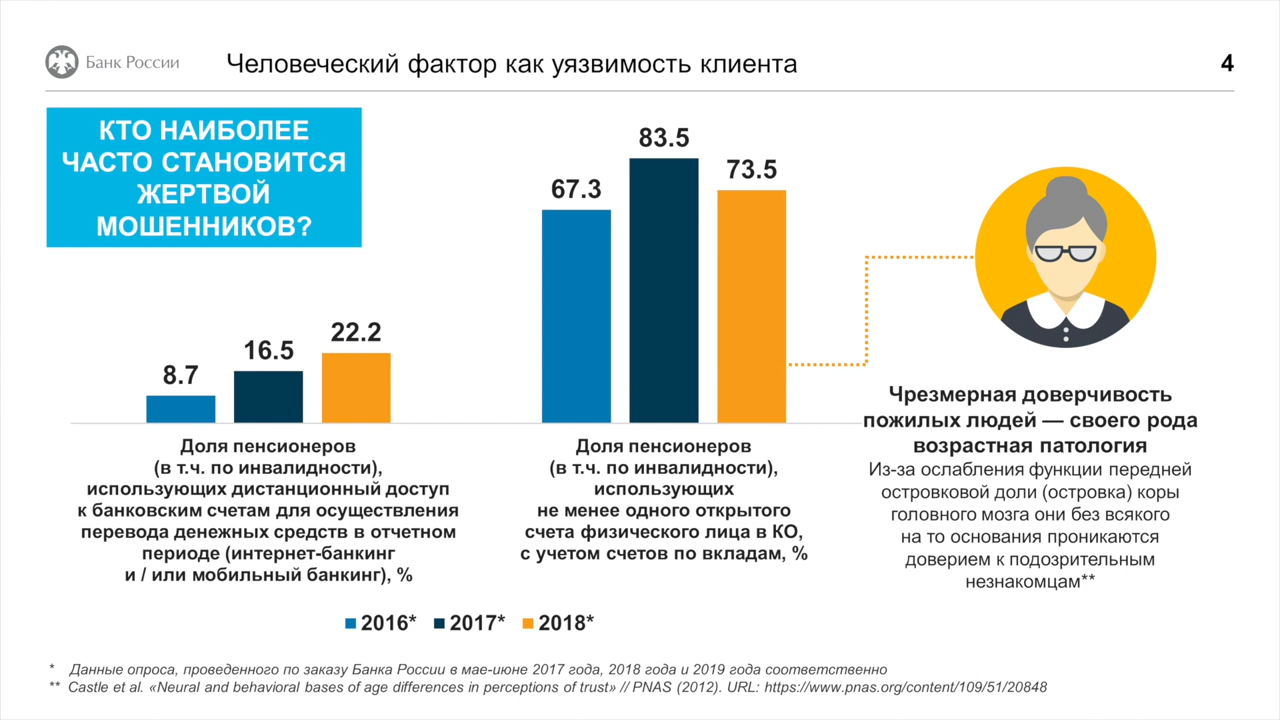 Банк России
Человеческий фактор как уязвимость клиента
4
КТО НАИБОЛЕЕ
ЧАСТО СТАНОВИТСЯ
ЖЕРТВОЙ
МОШЕННИКОВ?
8.7
16.5
22.2
Доля пенсионеров
(в т.ч. по инвалидности),
использующих дистанционный доступ
к банковским счетам для осуществления
перевода денежных средств в отчетном
периоде (интернет-банкинг
и / или мобильный банкинг), %
67.3
83.5
73.5
Доля пенсионеров
(в т.ч. по инвалидности),
использующих
не менее одного открытого
счета физического лица в КО,
с учетом счетов по вкладам, %
Чрезмерная доверчивость
пожилых людей — своего рода
возрастная патология
Из-за ослабления функции передней
островковой доли (островка) коры
головного мозга они без всякого
на то основания проникаются
доверием к подозрительным
незнакомцам**
2016* 2017* 2018*
* Данные опроса, проведенного по заказу Банка России в мае-июне 2017 года, 2018 года и 2019 года соответственно
** Castle et al. «Neural and behavioral bases of age differences in perceptions of trust» // PNAS (2012). URL: https://www.pnas.org/content/109/51/20848